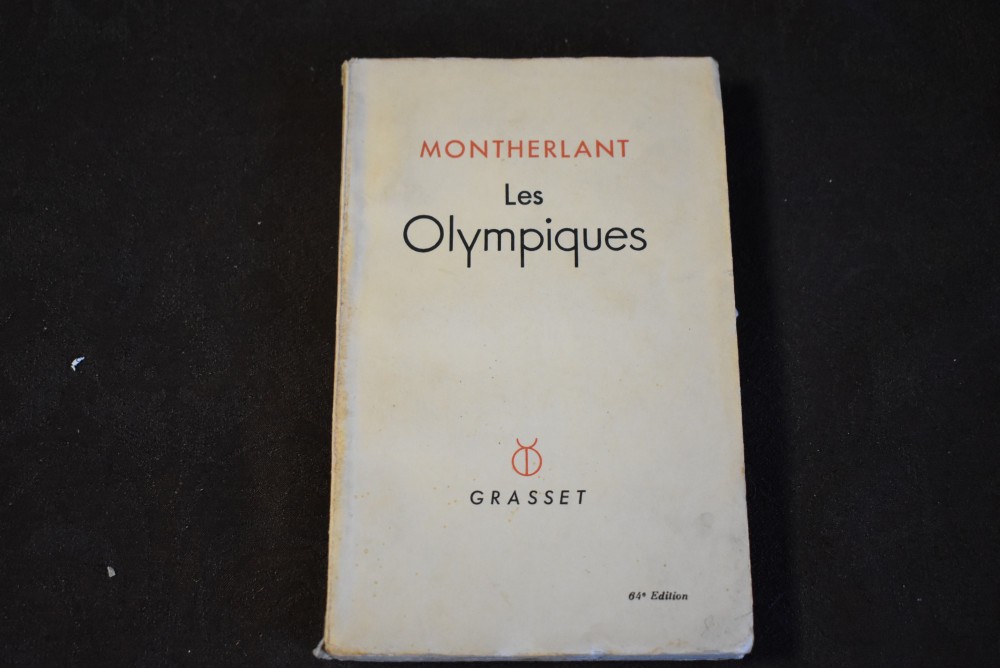 MONTHERLANT
Les
Olympiques
GRASSET
64e Edition